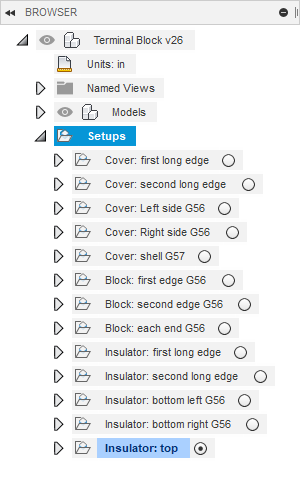 BROWSER
Terminal Block v26
Units: in
Named Views
Models
Setups
Cover: first long edge
Cover: second long edge
Cover: Left side G56
Cover: Right side G56
Cover: shell G57
Block: first edge G56
Block: second edge G56
Block: each end G56
Insulator: first long edge
Insulator: second long edge
Insulator: bottom left G56
Insulator: bottom right G56
Insulator: top